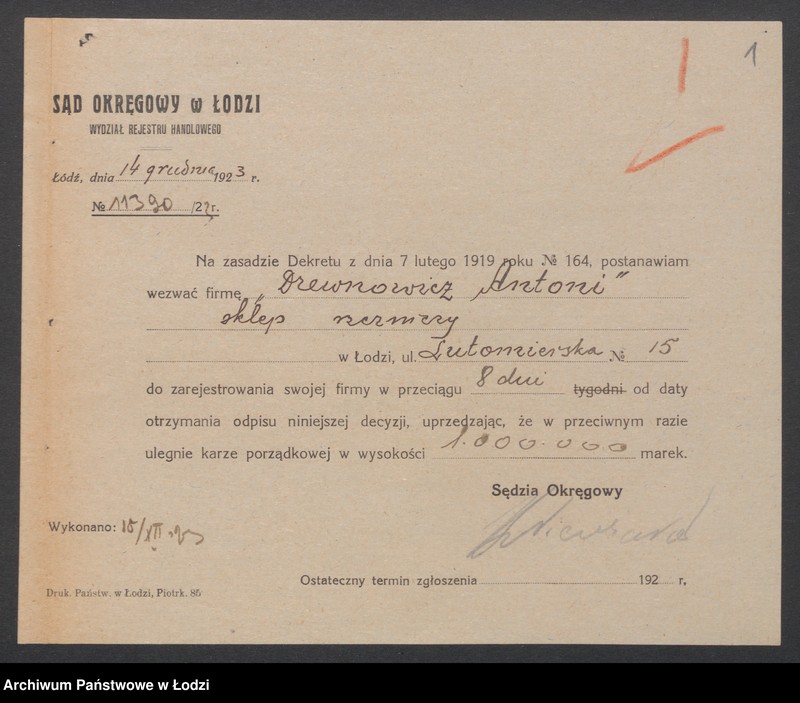 1
SĄD OKRĘGOWY w ŁODZI
WYDZIAŁ REJESTRU HANDLOWEGO
Łódź, dnia 14 grudnia 1923 r.
№ 11390 /23 r.
Na zasadzie Dekretu z dnia 7 lutego 1919 roku № 164, postanawiam
wezwać firmę „Drewnowicz Antoni"
sklep rzeźniczy
w Łodzi, ul. Lutomierska № 15
do zarejestrowania swojej firmy w przeciągu 8 dni tygodni od daty
otrzymania odpisu niniejszej decyzji, uprzedzając, że w przeciwnym razie
ulegnie karze porządkowej w wysokości 1.000.000 marek.
Sędzia Okręgowy
Wykonano: 18/XII 23
Ostateczny termin zgłoszenia 192 r.
Druk. Państw. w Łodzi, Piotrk. 85
Archiwum Państwowe w Łodzi